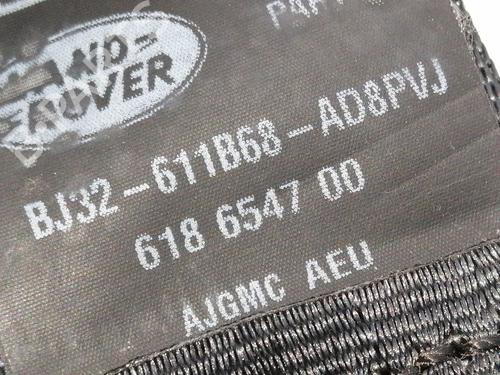 LAND-
ROVER
BJ32-611B68-AD8PVJ
618 6547 00
AJGMC AEU